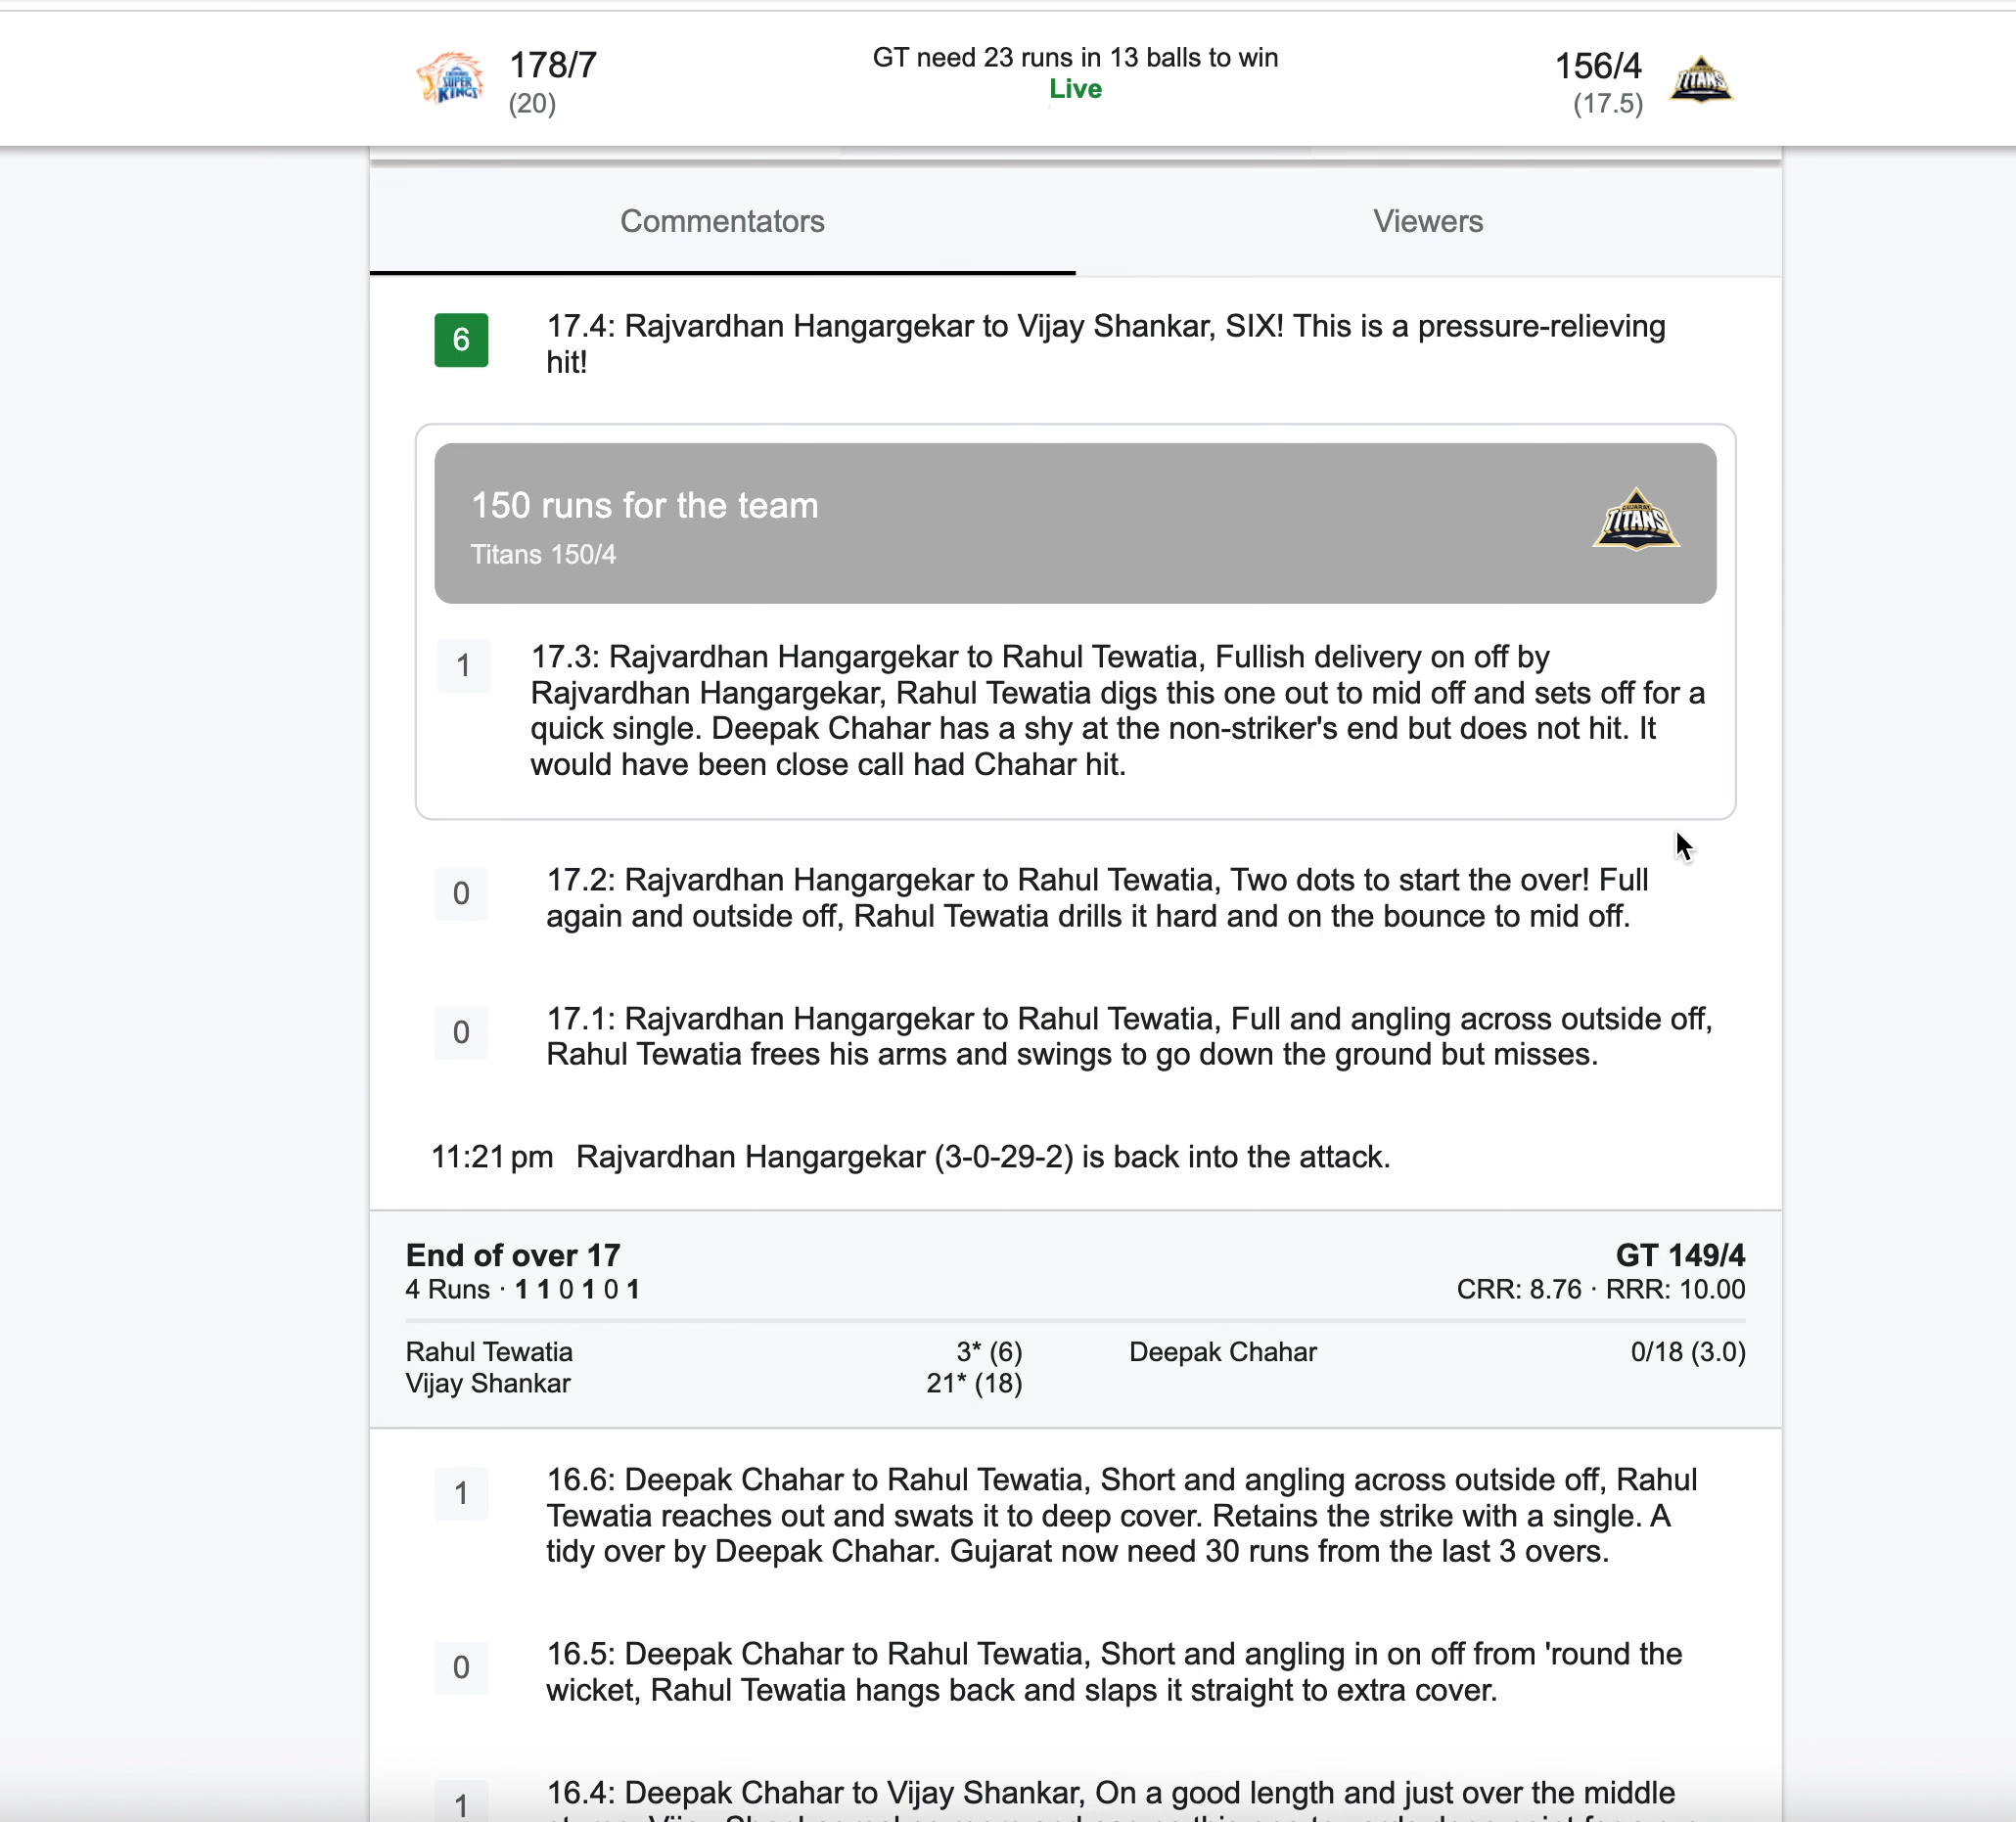 SUPER
KINGS
178/7
(20)
GT need 23 runs in 13 balls to win
Live
156/4
(17.5)
TITANS
Commentators
Viewers
6
17.4: Rajvardhan Hangargekar to Vijay Shankar, SIX! This is a pressure-relieving
hit!
150 runs for the team
Titans 150/4
GUJARAT
TITANS
1
17.3: Rajvardhan Hangargekar to Rahul Tewatia, Fullish delivery on off by
Rajvardhan Hangargekar, Rahul Tewatia digs this one out to mid off and sets off for a
quick single. Deepak Chahar has a shy at the non-striker's end but does not hit. It
would have been close call had Chahar hit.
0
17.2: Rajvardhan Hangargekar to Rahul Tewatia, Two dots to start the over! Full
again and outside off, Rahul Tewatia drills it hard and on the bounce to mid off.
0
17.1: Rajvardhan Hangargekar to Rahul Tewatia, Full and angling across outside off,
Rahul Tewatia frees his arms and swings to go down the ground but misses.
11:21 pm Rajvardhan Hangargekar (3-0-29-2) is back into the attack.
End of over 17
GT 149/4
4 Runs · 1 1 0 1 0 1
CRR: 8.76 · RRR: 10.00
Rahul Tewatia 3* (6)
Vijay Shankar 21* (18)
Deepak Chahar 0/18 (3.0)
1
16.6: Deepak Chahar to Rahul Tewatia, Short and angling across outside off, Rahul
Tewatia reaches out and swats it to deep cover. Retains the strike with a single. A
tidy over by Deepak Chahar. Gujarat now need 30 runs from the last 3 overs.
0
16.5: Deepak Chahar to Rahul Tewatia, Short and angling in on off from 'round the
wicket, Rahul Tewatia hangs back and slaps it straight to extra cover.
1
16.4: Deepak Chahar to Vijay Shankar, On a good length and just over the middle